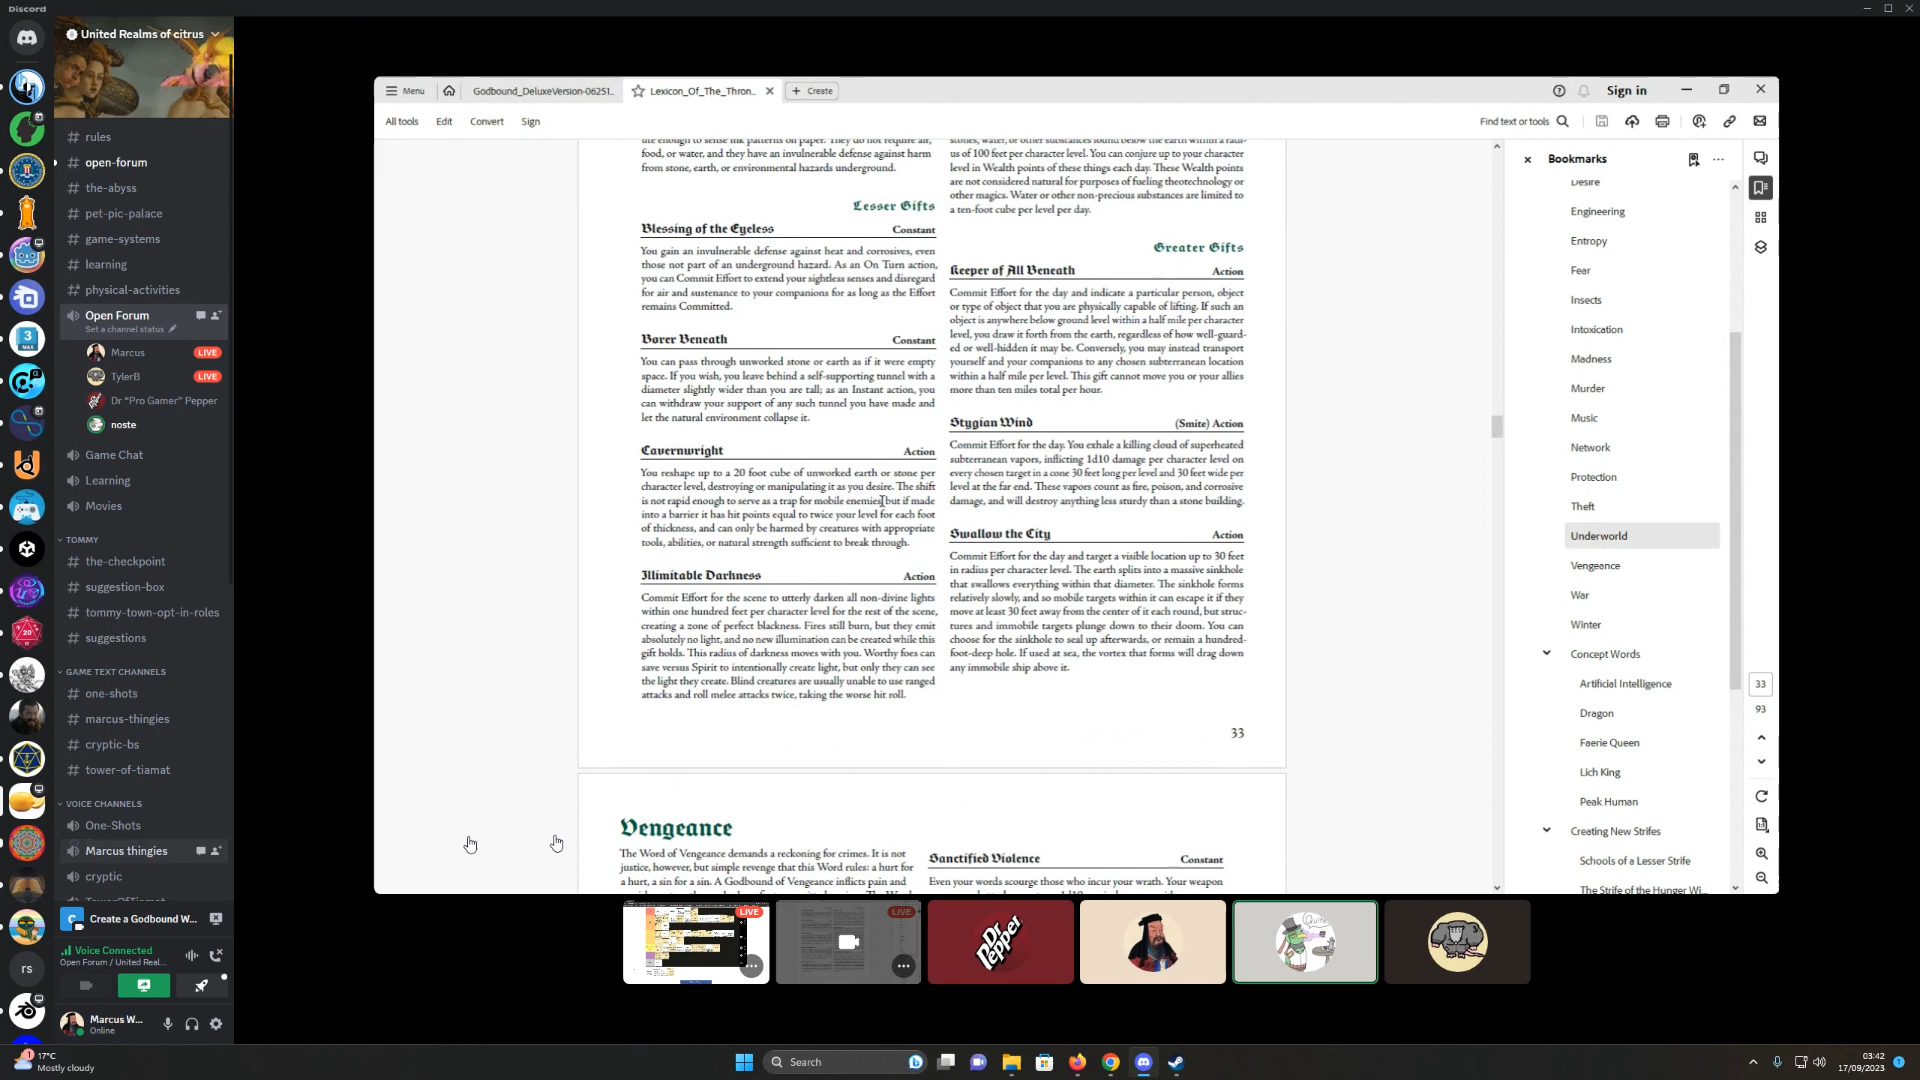 Discord
United Realms of citrus
rules
open-forum
the-abyss
pet-pic-palace
game-systems
learning
physical-activities
Open Forum
Set a channel status
Marcus LIVE
TylerB LIVE
Dr "Pro Gamer" Pepper
noste
Game Chat
Learning
Movies
TOMMY
the-checkpoint
suggestion-box
tommy-town-opt-in-roles
suggestions
GAME TEXT CHANNELS
one-shots
marcus-thingies
cryptic-bs
tower-of-tiamat
VOICE CHANNELS
One-Shots
Marcus thingies
cryptic
Create a Godbound W...
Voice Connected
Open Forum / United Real...
Marcus W...
Online
rs
Menu
Godbound_DeluxeVersion-06251...
Lexicon_Of_The_Thron...
Create
Sign in
All tools Edit Convert Sign
Find text or tools
food, or water, and they have an invulnerable defense against harm
from stone, earth, or environmental hazards underground.
Lesser Gifts
Blessing of the Eyeless Constant
You gain an invulnerable defense against heat and corrosives, even
those not part of an underground hazard. As an On Turn action,
you can Commit Effort to extend your sightless senses and disregard
for air and sustenance to your companions for as long as the Effort
remains Committed.
Borer Beneath Constant
You can pass through unworked stone or earth as if it were empty
space. If you wish, you leave behind a self-supporting tunnel with a
diameter slightly wider than you are tall; as an Instant action, you
can withdraw your support of any such tunnel you have made and
let the natural environment collapse it.
Cavernwright Action
You reshape up to a 20 foot cube of unworked earth or stone per
character level, destroying or manipulating it as you desire. The shift
is not rapid enough to serve as a trap for mobile enemies, but if made
into a barrier it has hit points equal to twice your level for each foot
of thickness, and can only be harmed by creatures with appropriate
tools, abilities, or natural strength sufficient to break through.
Illimitable Darkness Action
Commit Effort for the scene to utterly darken all non-divine lights
within one hundred feet per character level for the rest of the scene,
creating a zone of perfect blackness. Fires still burn, but they emit
absolutely no light, and no new illumination can be created while this
gift holds. This radius of darkness moves with you. Worthy foes can
save versus Spirit to intentionally create light, but only they can see
the light they create. Blind creatures are usually unable to use ranged
attacks and roll melee attacks twice, taking the worse hit roll.
stones, water, or other substances found below the earth within a radi-
us of 100 feet per character level. You can conjure up to your character
level in Wealth points of these things each day. These Wealth points
are not considered natural for purposes of fueling theotechnology or
other magics. Water or other non-precious substances are limited to
a ten-foot cube per level per day.
Greater Gifts
Keeper of All Beneath Action
Commit Effort for the day and indicate a particular person, object
or type of object that you are physically capable of lifting. If such an
object is anywhere below ground level within a half mile per character
level, you draw it forth from the earth, regardless of how well-guard-
ed or well-hidden it may be. Conversely, you may instead transport
yourself and your companions to any chosen subterranean location
within a half mile per level. This gift cannot move you or your allies
more than ten miles total per hour.
Stygian Wind (Smite) Action
Commit Effort for the day. You exhale a killing cloud of superheated
subterranean vapors, inflicting 1d10 damage per character level on
every chosen target in a cone 30 feet long per level and 30 feet wide per
level at the far end. These vapors count as fire, poison, and corrosive
damage, and will destroy anything less sturdy than a stone building.
Swallow the City Action
Commit Effort for the day and target a visible location up to 30 feet
in radius per character level. The earth splits into a massive sinkhole
that swallows everything within that diameter. The sinkhole forms
relatively slowly, and so mobile targets within it can escape it if they
move at least 30 feet away from the center of it each round, but struc-
tures and immobile targets plunge down to their doom. You can
choose for the sinkhole to seal up afterwards, or remain a hundred-
foot-deep hole. If used at sea, the vortex that forms will drag down
any immobile ship above it.
33
Vengeance
The Word of Vengeance demands a reckoning for crimes. It is not
justice, however, but simple revenge that this Word rules: a hurt for
a hurt, a sin for a sin. A Godbound of Vengeance inflicts pain and
Sanctified Violence Constant
Even your words scourge those who incur your wrath. Your weapon
Bookmarks
Desire
Engineering
Entropy
Fear
Insects
Intoxication
Madness
Murder
Music
Network
Protection
Theft
Underworld
Vengeance
War
Winter
Concept Words
Artificial Intelligence
Dragon
Faerie Queen
Lich King
Peak Human
Creating New Strifes
Schools of a Lesser Strife
The Strife of the Hunger Wi...
33
93
LIVE
LIVE
Dr Pepper
Quite
17°C
Mostly cloudy
Search
03:42
17/09/2023